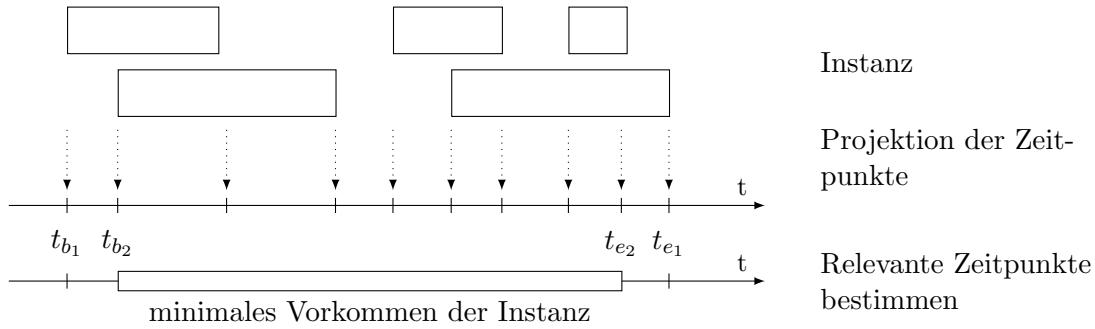 Instanz
Projektion der Zeit-
punkte
t
t_{b_1} t_{b_2} t_{e_2} t_{e_1}
t
Relevante Zeitpunkte
bestimmen
minimales Vorkommen der Instanz